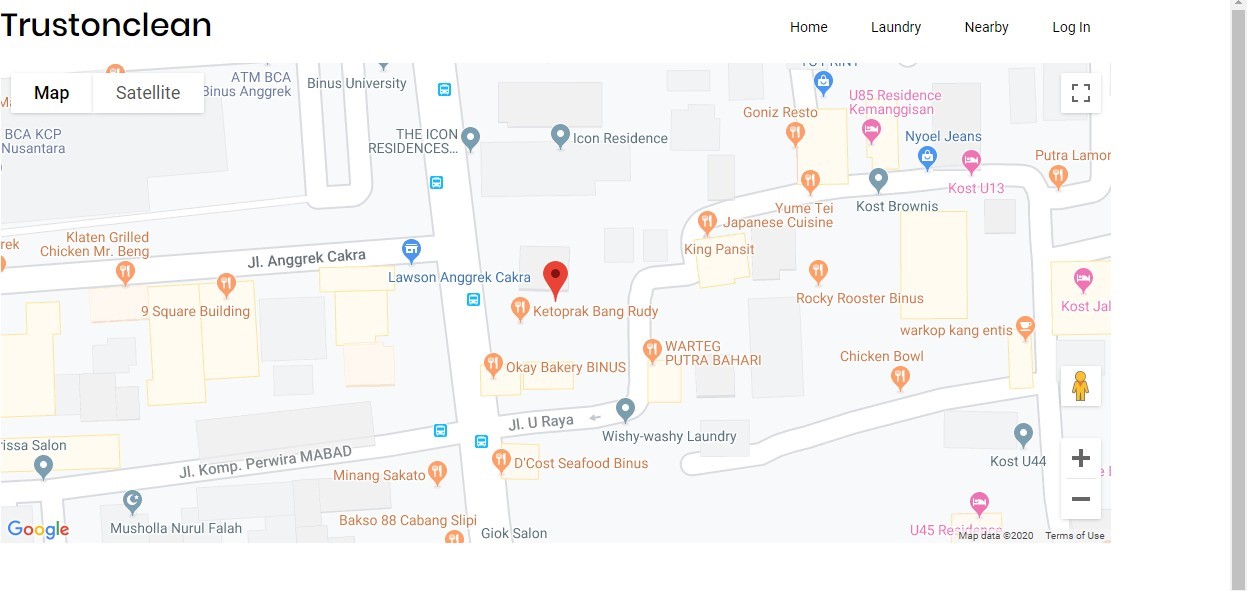 Trustonclean
Home
Laundry
Nearby
Log In
Map
Satellite
ATM BCA
Binus Anggrek
Binus University
BCA KCP
Nusantara
THE ICON
RESIDENCES...
Icon Residence
Goniz Resto
U85 Residence
Kemanggisan
Nyoel Jeans
Putra Lamor
Kost U13
Kost Brownis
Yume Tei
Japanese Cuisine
King Pansit
Klaten Grilled
Chicken Mr. Beng
Jl. Anggrek Cakra
Lawson Anggrek Cakra
9 Square Building
Ketoprak Bang Rudy
Rocky Rooster Binus
Kost Jal
warkop kang entis
WARTEG
PUTRA BAHARI
Chicken Bowl
Okay Bakery BINUS
Jl. U Raya
Wishy-washy Laundry
rissa Salon
Jl. Komp. Perwira MABAD
Minang Sakato
D'Cost Seafood Binus
Kost U44
Musholla Nurul Falah
Bakso 88 Cabang Slipi
Giok Salon
U45 Residence
Google
Map data ©2020
Terms of Use